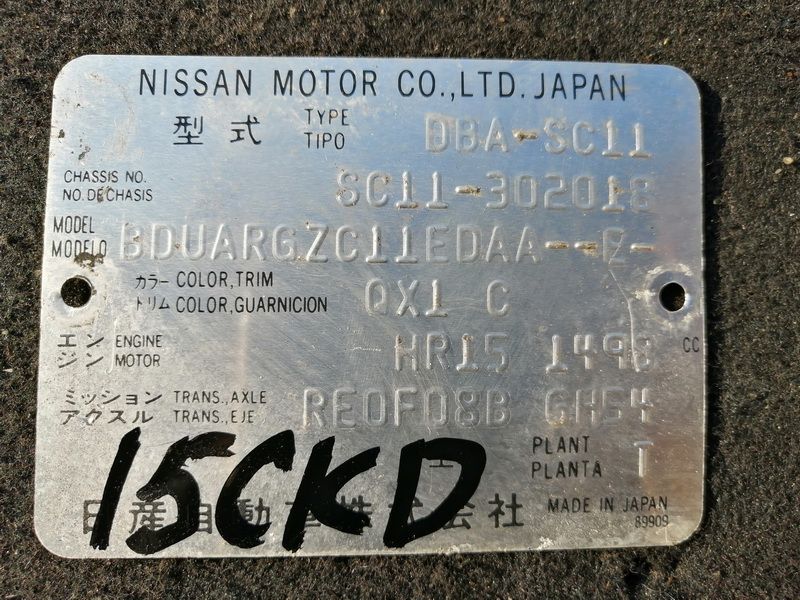 NISSAN MOTOR CO.,LTD. JAPAN
型式 TYPE TIPO DBA-SC11
CHASSIS NO. NO. DE CHASIS SC11-302018
MODEL MODELO BDUARGZC11EDAA--E-
カラー COLOR,TRIM
トリム COLOR,GUARNICION QX1 C
エンジン ENGINE MOTOR HR15 1498 CC
ミッション TRANS.,AXLE
アクスル TRANS.,EJE RE0F08B GH54
PLANT PLANTA T
15CKD
日産自動車株式会社 MADE IN JAPAN
89909